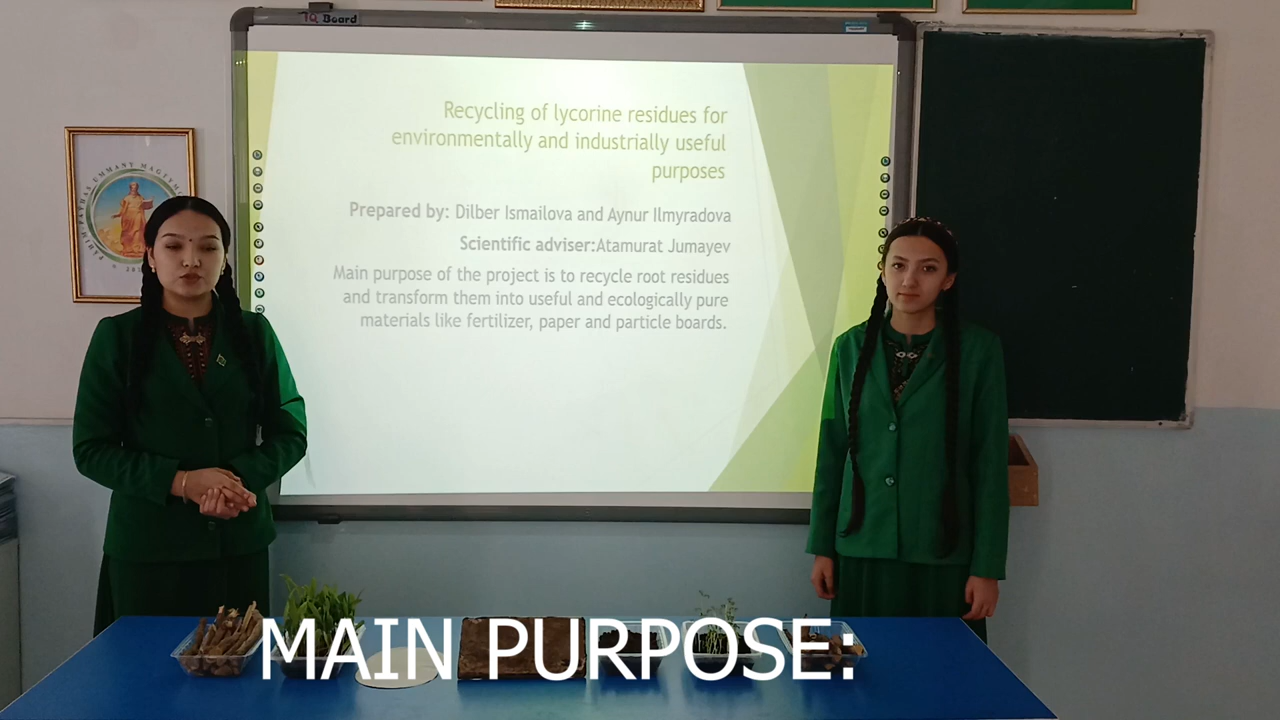 IQ Board
Recycling of lycorine residues for
environmentally and industrially useful
purposes
Prepared by: Dilber Ismailova and Aynur Ilmyradova
Scientific adviser:Atamurat Jumayev
Main purpose of the project is to recycle root residues
and transform them into useful and ecologically pure
materials like fertilizer, paper and particle boards.
MAIN PURPOSE: